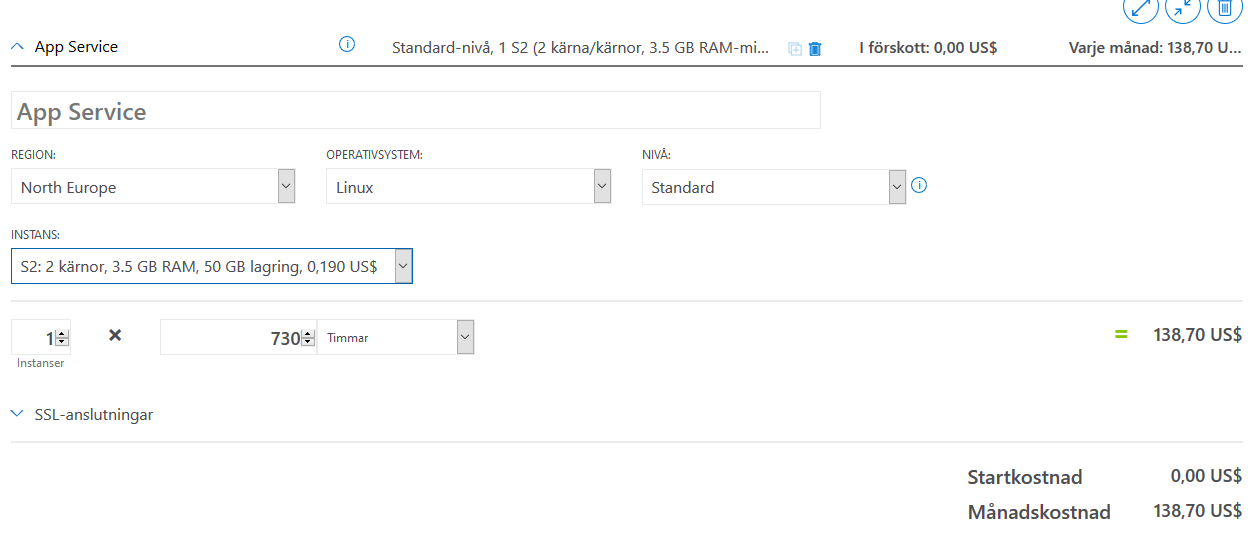 App Service
Standard-nivå, 1 S2 (2 kärna/kärnor, 3.5 GB RAM-mi...
I förskott: 0,00 US$
Varje månad: 138,70 U...
App Service
REGION:
OPERATIVSYSTEM:
NIVÅ:
North Europe
Linux
Standard
INSTANS:
S2: 2 kärnor, 3.5 GB RAM, 50 GB lagring, 0,190 US$
1
×
730
Timmar
= 138,70 US$
Instanser
SSL-anslutningar
Startkostnad 0,00 US$
Månadskostnad 138,70 US$